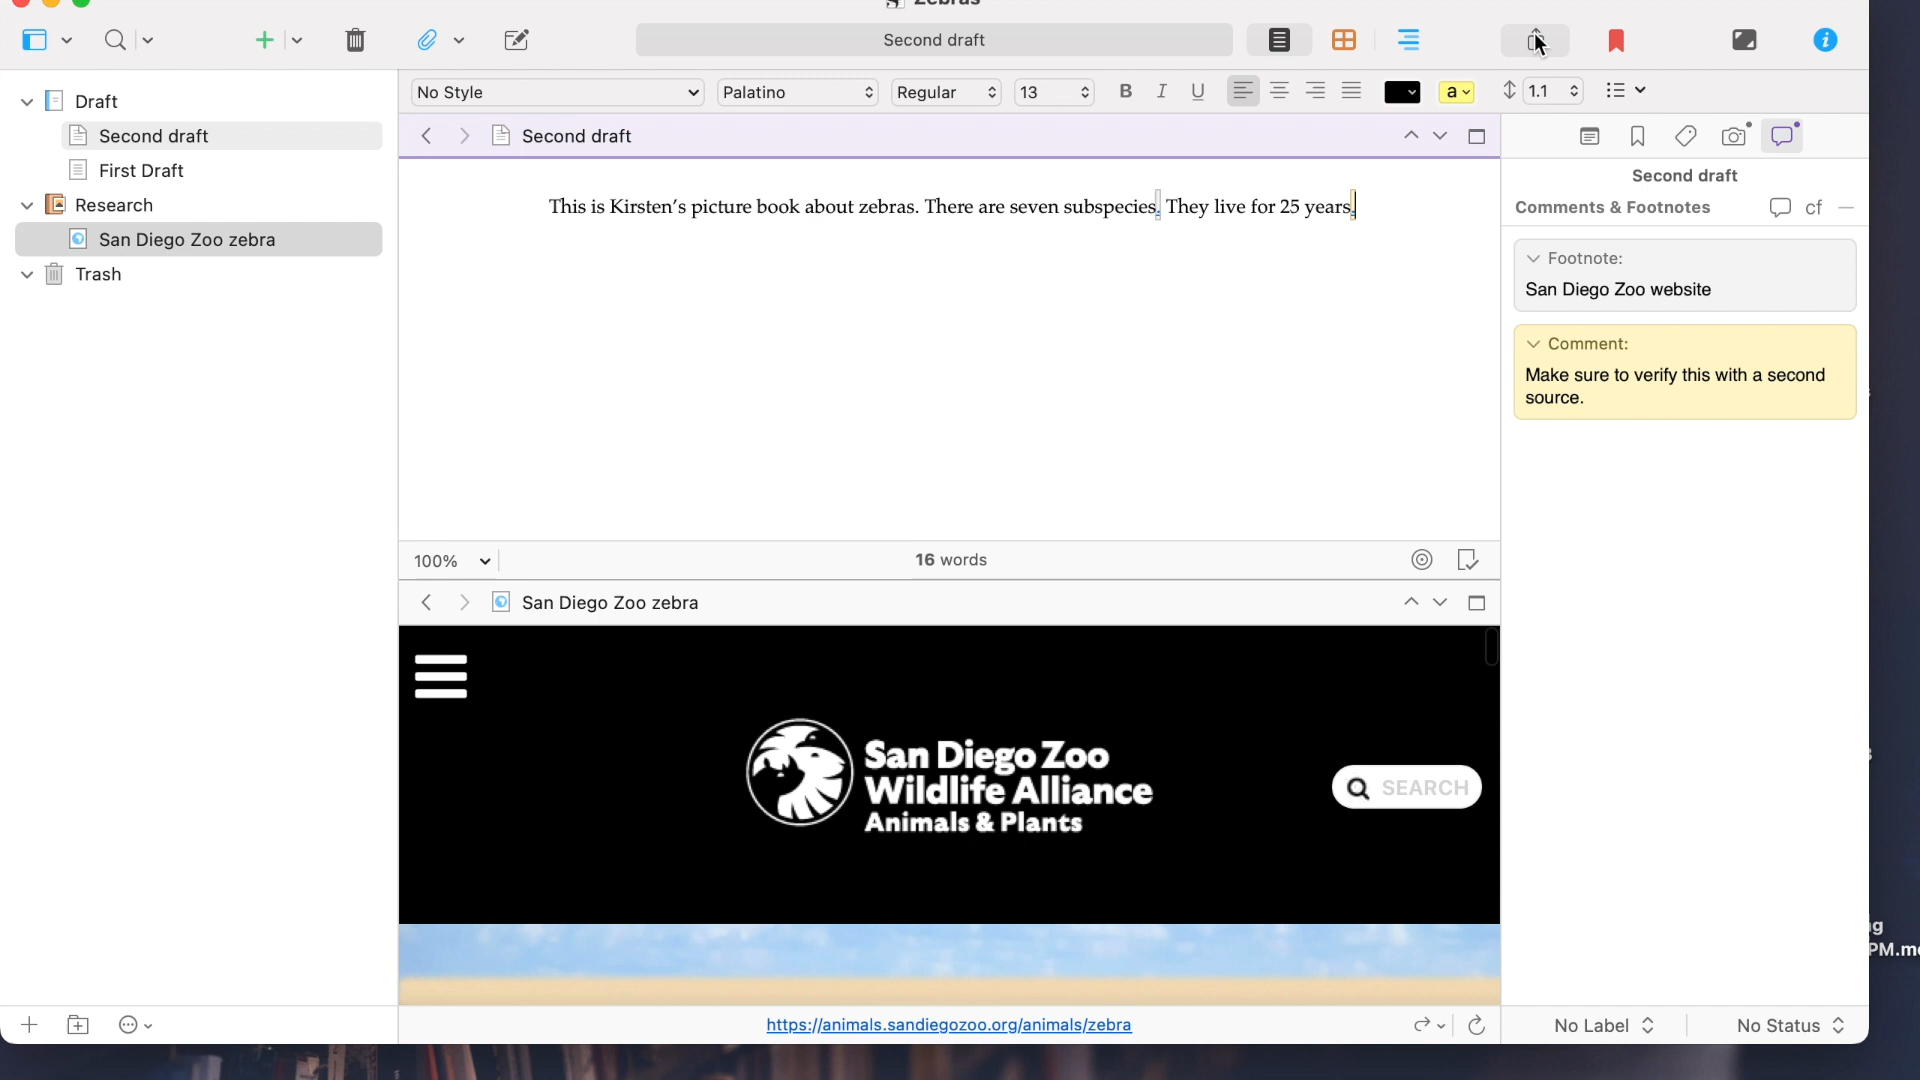 Zebras
Second draft
No Style
Palatino
Regular
13
B
I
U
a
1.1
Draft
Second draft
First Draft
Research
San Diego Zoo zebra
Trash
Second draft
This is Kirsten’s picture book about zebras. There are seven subspecies. They live for 25 years.
100%
16 words
San Diego Zoo zebra
San Diego Zoo
Wildlife Alliance
Animals & Plants
SEARCH
https://animals.sandiegozoo.org/animals/zebra
Second draft
Comments & Footnotes
cf
Footnote:
San Diego Zoo website
Comment:
Make sure to verify this with a second
source.
No Label
No Status
PM.m